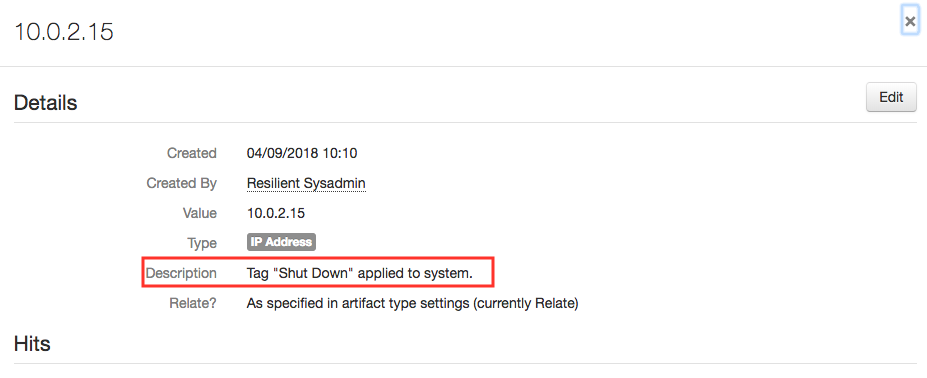 10.0.2.15
×
Details
Edit
Created 04/09/2018 10:10
Created By Resilient Sysadmin
Value 10.0.2.15
Type IP Address
Description Tag "Shut Down" applied to system.
Relate? As specified in artifact type settings (currently Relate)
Hits